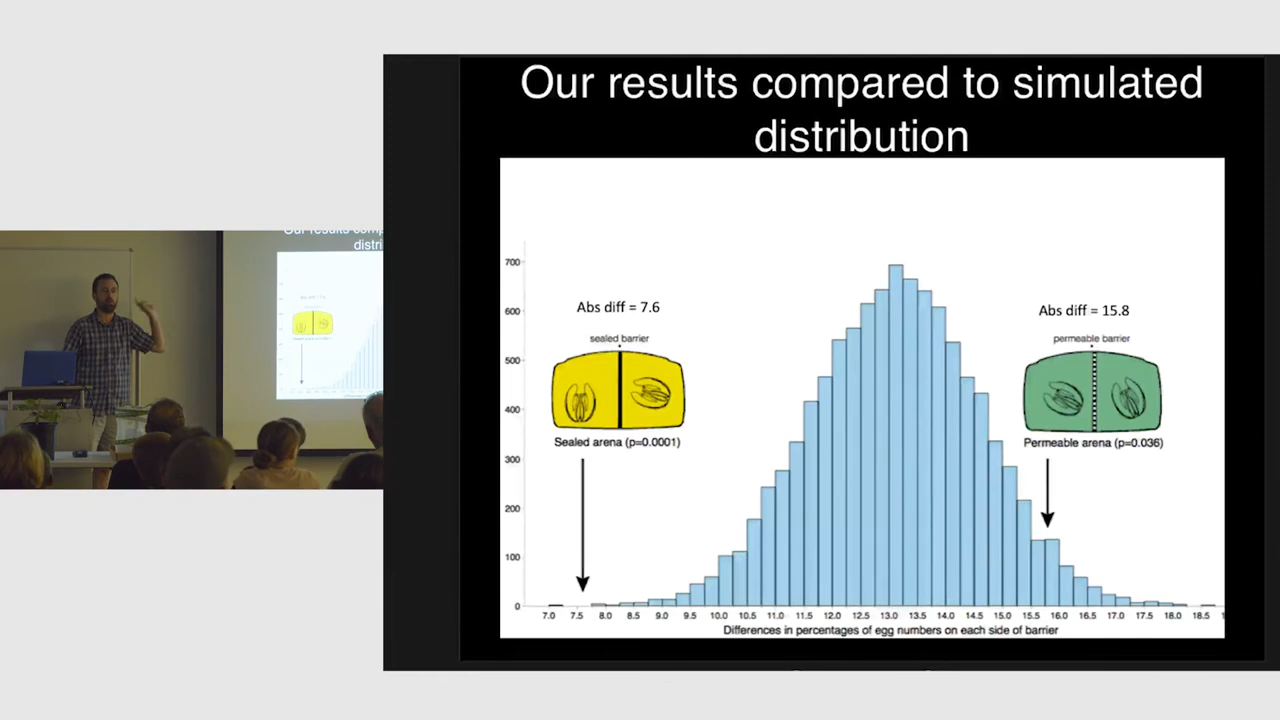 Our results compared to simulated
distribution
Abs diff = 7.6
sealed barrier
Sealed arena (p=0.0001)
Abs diff = 15.8
permeable barrier
Permeable arena (p=0.036)
700
600
500
400
300
200
100
0
7.0 7.5 8.0 8.5 9.0 9.5 10.0 10.5 11.0 11.5 12.0 12.5 13.0 13.5 14.0 14.5 15.0 15.5 16.0 16.5 17.0 17.5 18.0 18.5
Differences in percentages of egg numbers on each side of barrier
Our results comp
distri